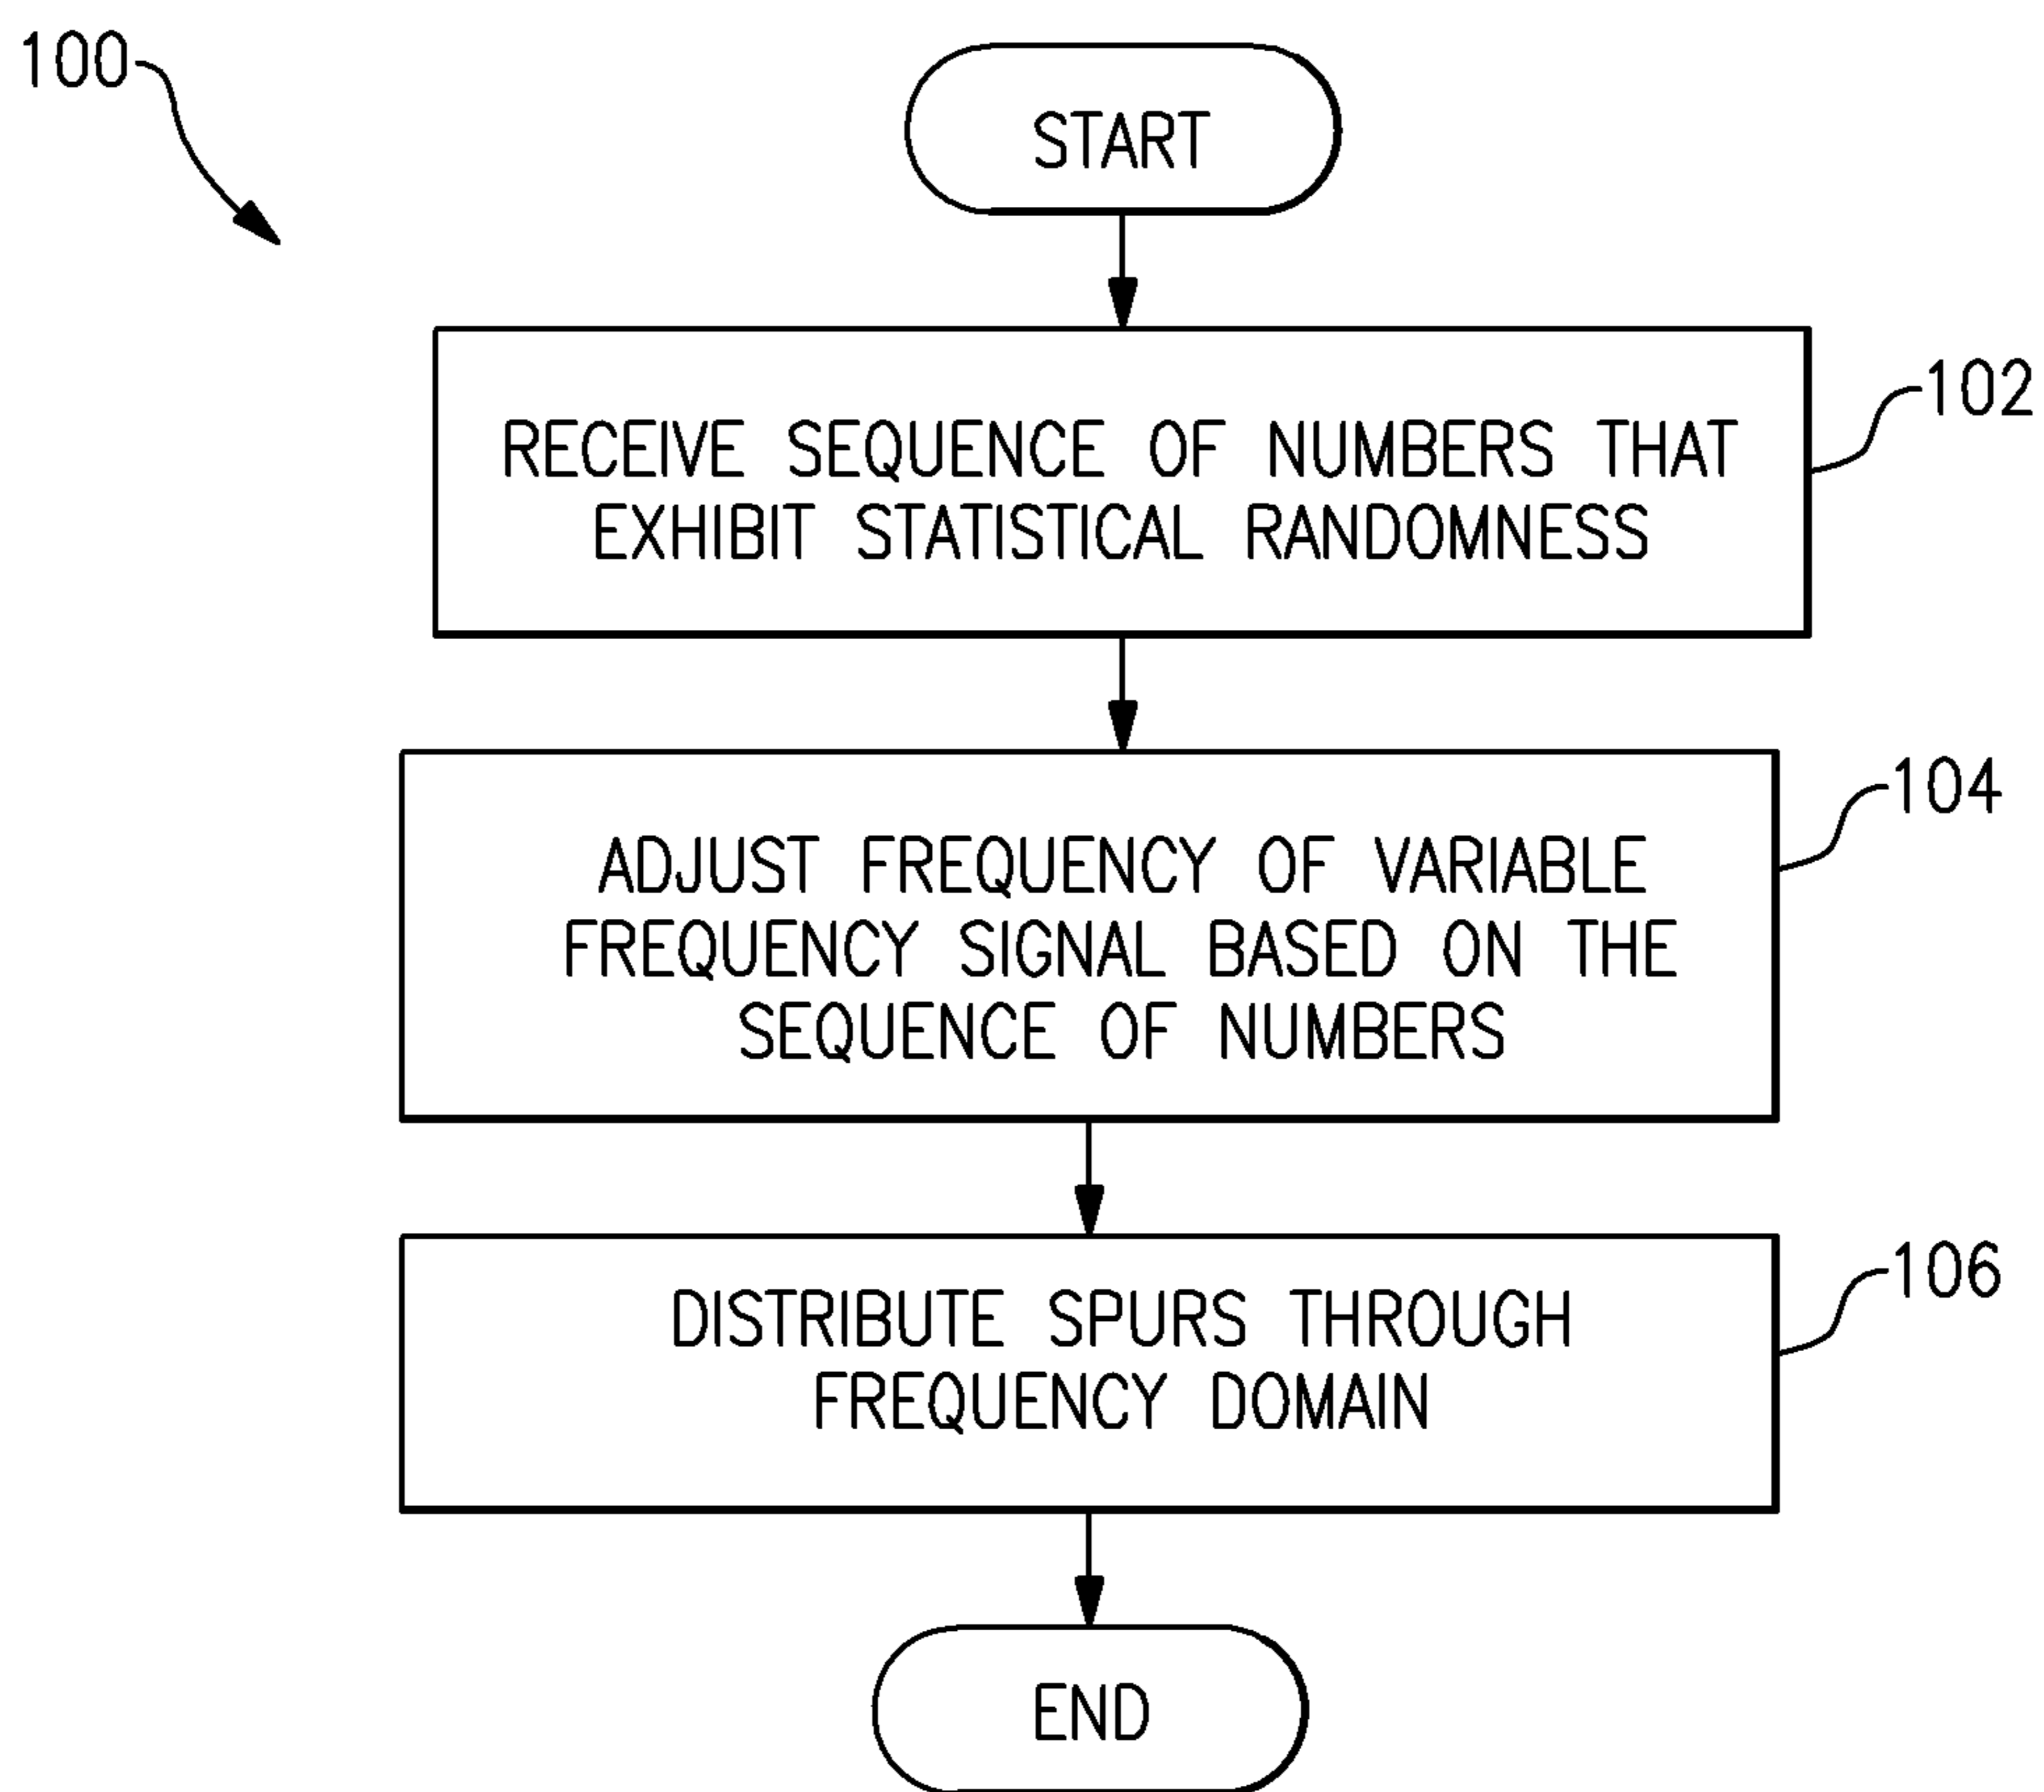 100
START
RECEIVE SEQUENCE OF NUMBERS THAT
EXHIBIT STATISTICAL RANDOMNESS
102
ADJUST FREQUENCY OF VARIABLE
FREQUENCY SIGNAL BASED ON THE
SEQUENCE OF NUMBERS
104
DISTRIBUTE SPURS THROUGH
FREQUENCY DOMAIN
106
END